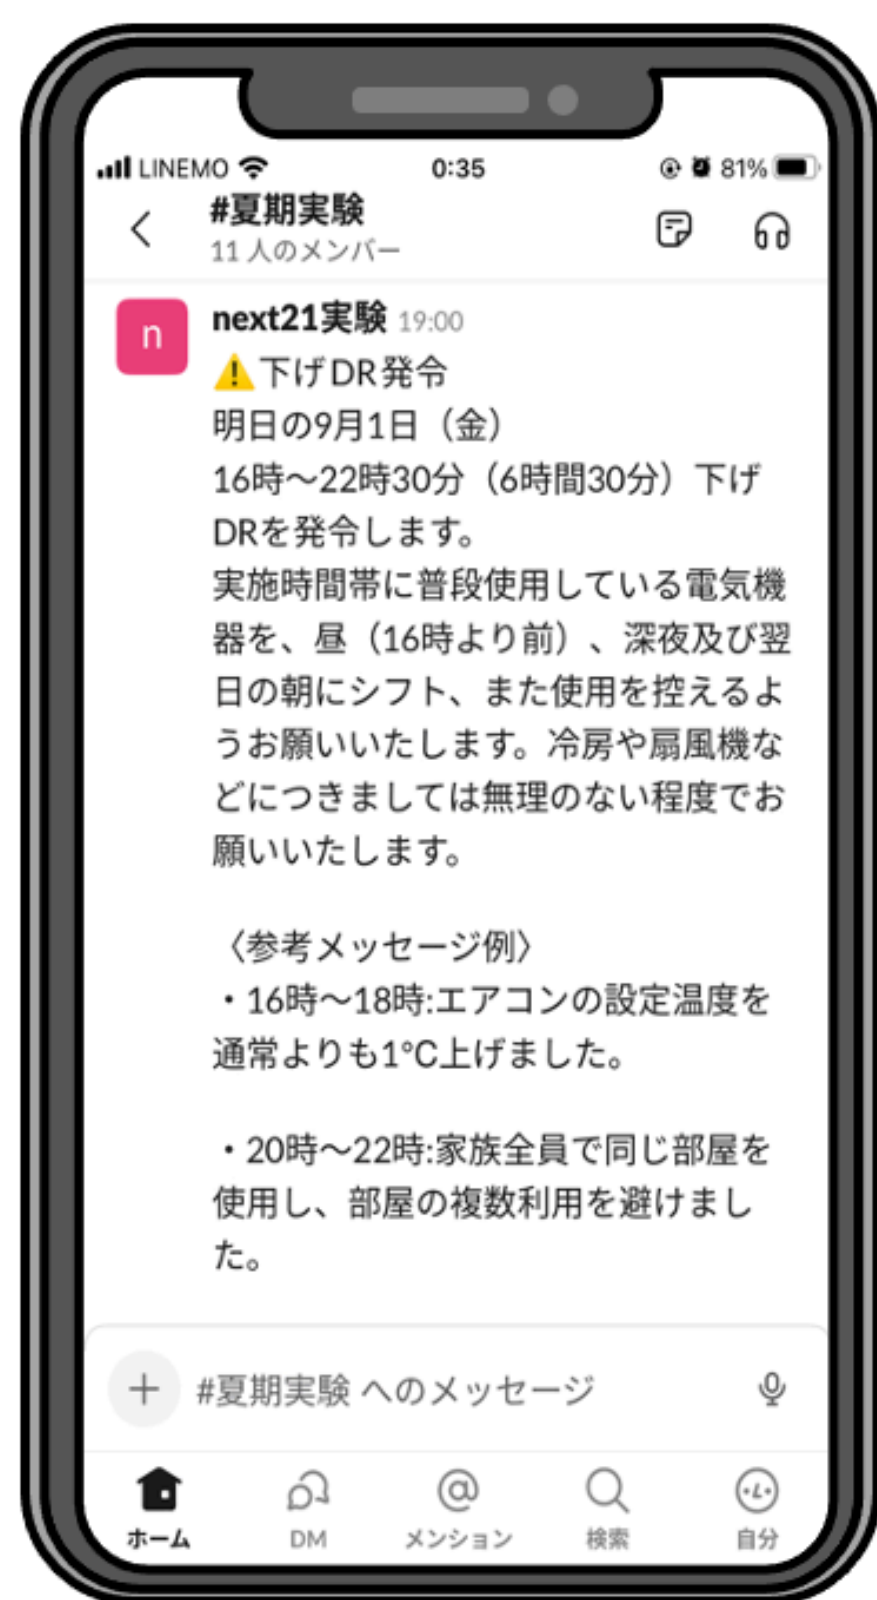 LINEMO 0:35 81%
#夏期実験
11 人のメンバー
n
next21実験 19:00
⚠️下げDR発令
明日の9月1日（金）
16時～22時30分（6時間30分）下げ
DRを発令します。
実施時間帯に普段使用している電気機
器を、昼（16時より前）、深夜及び翌
日の朝にシフト、また使用を控えるよ
うお願いいたします。冷房や扇風機な
どにつきましては無理のない程度でお
願いいたします。
〈参考メッセージ例〉
・16時～18時:エアコンの設定温度を
通常よりも1°C上げました。
・20時～22時:家族全員で同じ部屋を
使用し、部屋の複数利用を避けまし
た。
#夏期実験 へのメッセージ
ホーム DM メンション 検索 自分